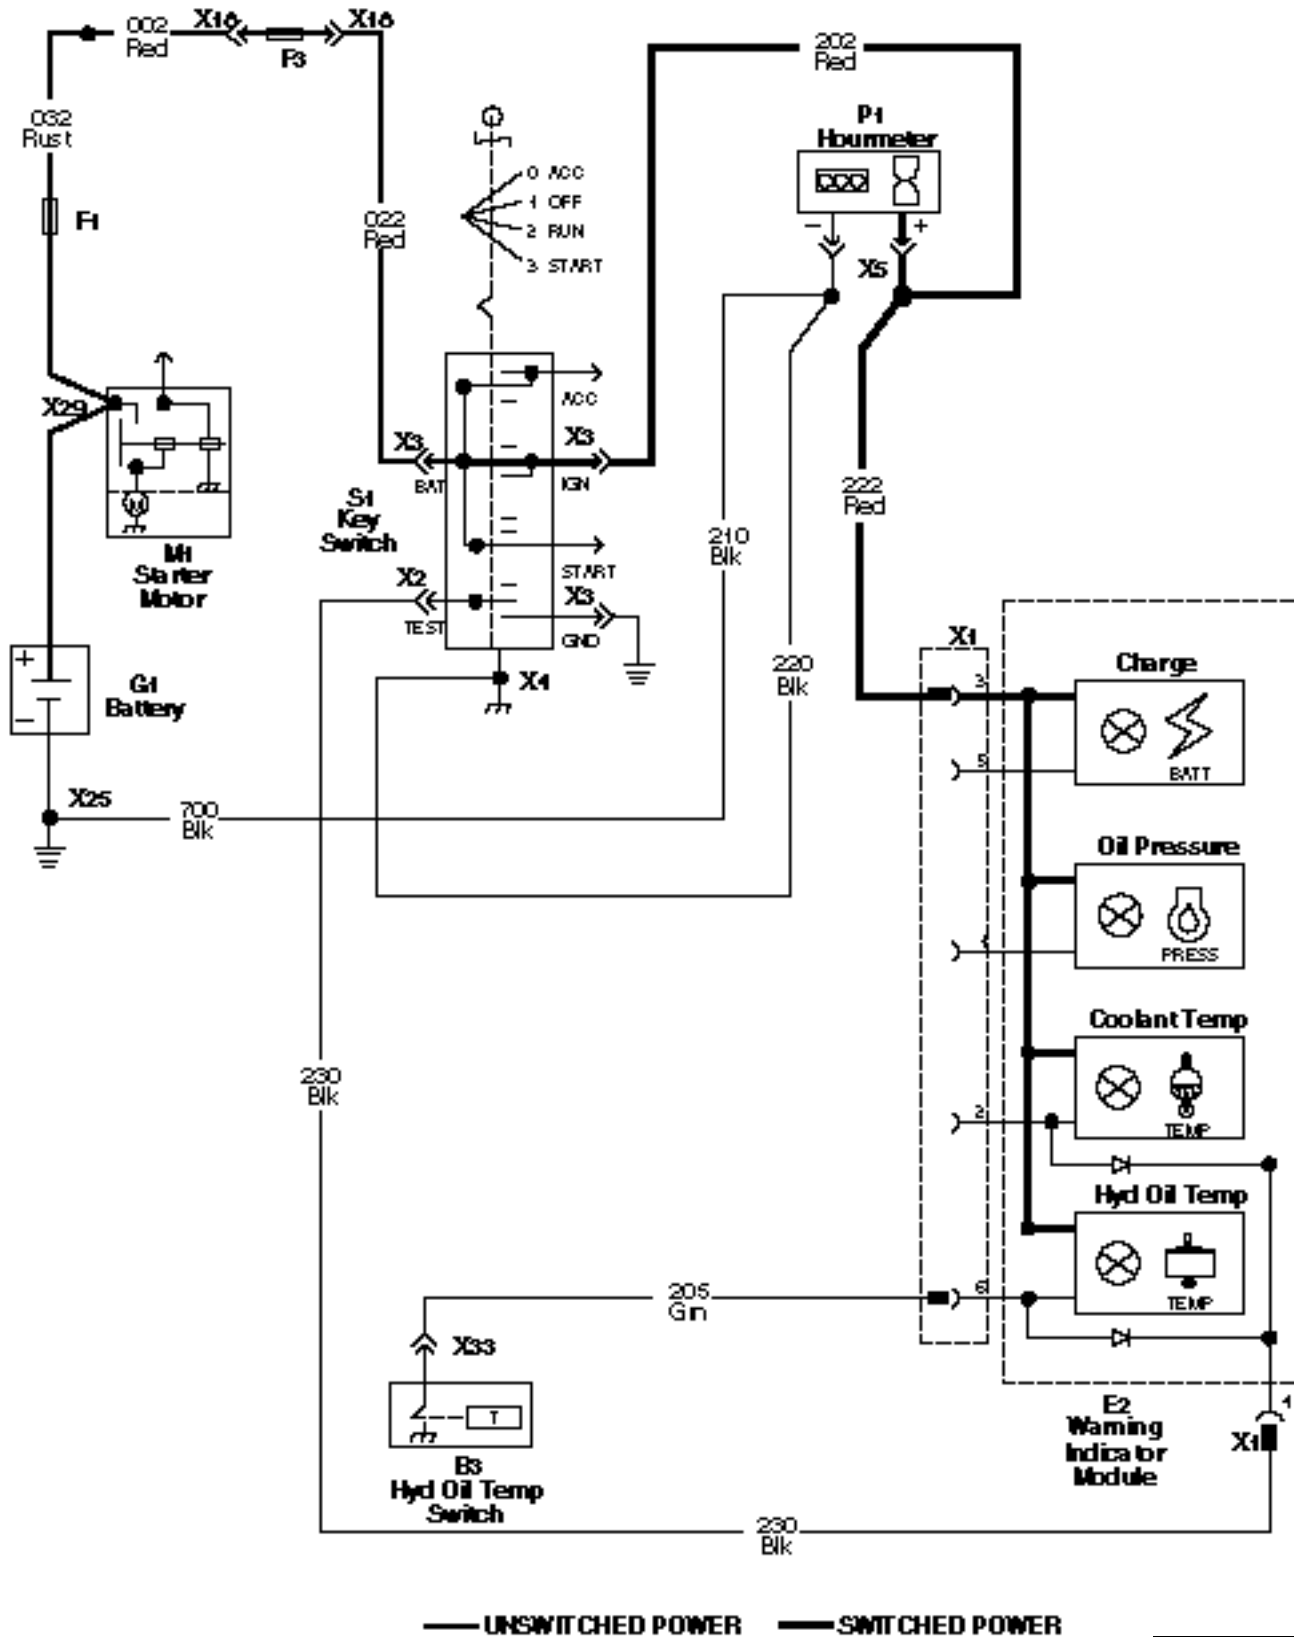 002
Red
X18
F3
X18
202
Red
032
Rust
P1
Hourmeter
0 ACC
1 OFF
2 RUN
3 START
F1
022
Red
-
+
X5
X29
ACC
X3
X3
BAT
IGN
222
Red
S1
Key
Switch
210
Blk
M
M1
Starter
Motor
START
X2
X3
TEST
GND
X1
220
Blk
Charge
3
+
G1
Battery
X4
-
5
BATT
X25
700
Blk
Oil Pressure
PRESS
Coolant Temp
230
Blk
2
TEMP
Hyd Oil Temp
205
Grn
6
TEMP
X33
T
E2
Warning
Indicator
Module
1
X1
B3
Hyd Oil Temp
Switch
230
Blk
UNSWITCHED POWER
SWITCHED POWER